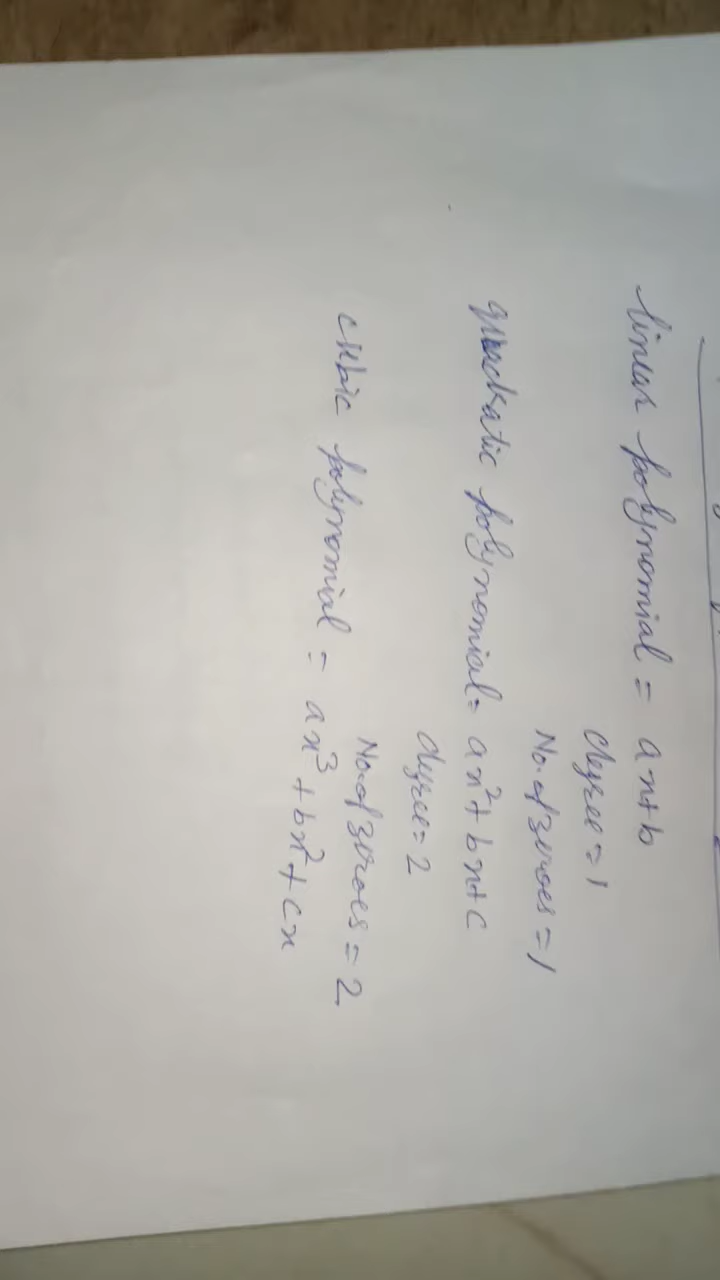 linear polynomial = ax+b
degree = 1
No. of zeroes = 1
quadratic polynomial = ax²+bx+c
degree = 2
No. of zeroes = 2
cubic polynomial = ax³+bx²+cx